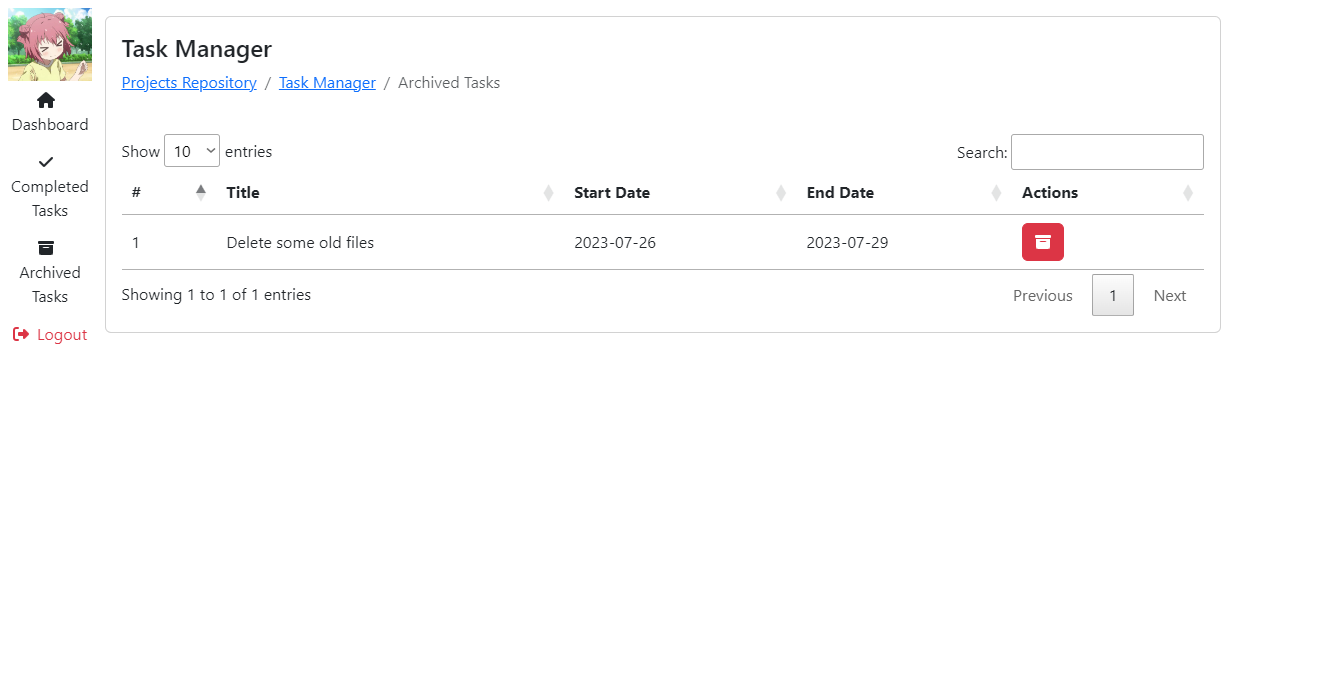 Dashboard
Completed
Tasks
Archived
Tasks
Logout
Task Manager
Projects Repository / Task Manager / Archived Tasks
Show 10 entries
Search:
# Title Start Date End Date Actions
1 Delete some old files 2023-07-26 2023-07-29
Showing 1 to 1 of 1 entries
Previous 1 Next